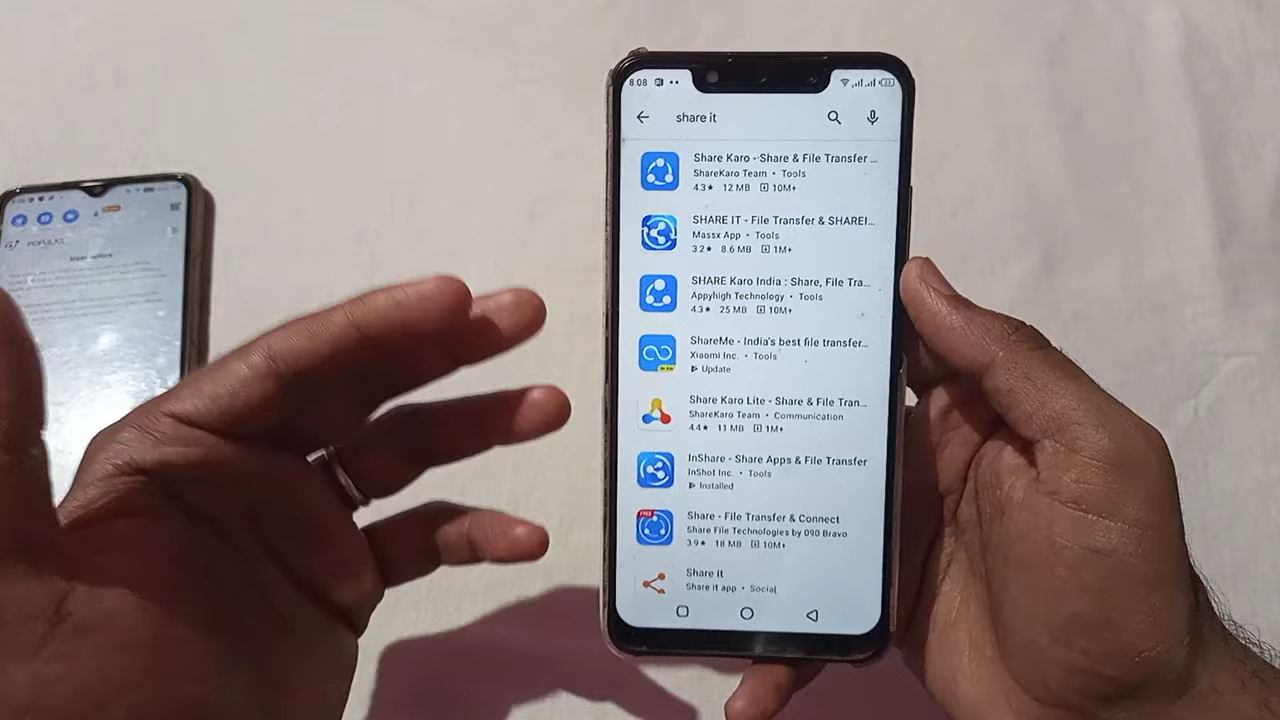 8:08
share it
Share Karo - Share & File Transfer ...
ShareKaro Team • Tools
4.3★ 12 MB 10M+
SHARE IT - File Transfer & SHAREI...
Massx App • Tools
3.2★ 8.6 MB 1M+
SHARE Karo India : Share, File Tra...
Appyhigh Technology • Tools
4.3★ 25 MB 10M+
ShareMe - India's best file transfer...
Xiaomi Inc. • Tools
Update
Share Karo Lite - Share & File Tran...
ShareKaro Team • Communication
4.4★ 11 MB 1M+
InShare - Share Apps & File Transfer
InShot Inc. • Tools
Installed
FREE
Share - File Transfer & Connect
Share File Technologies by 090 Bravo
3.9★ 18 MB 10M+
Share it
Share it app • Social
POPULAR